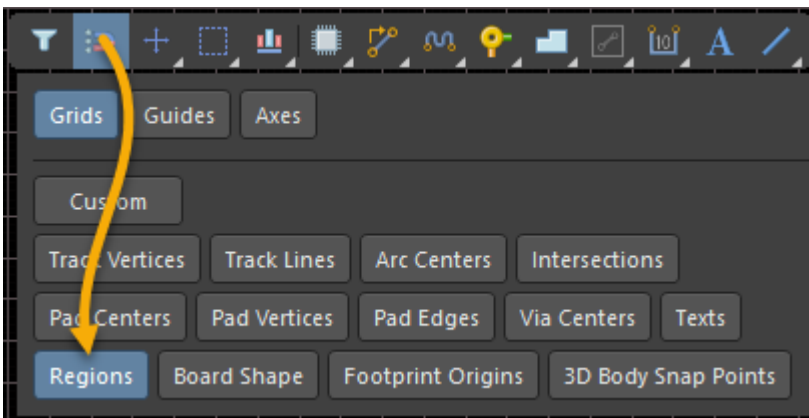 10 A
Grids Guides Axes
Custom
Track Vertices Track Lines Arc Centers Intersections
Pad Centers Pad Vertices Pad Edges Via Centers Texts
Regions Board Shape Footprint Origins 3D Body Snap Points